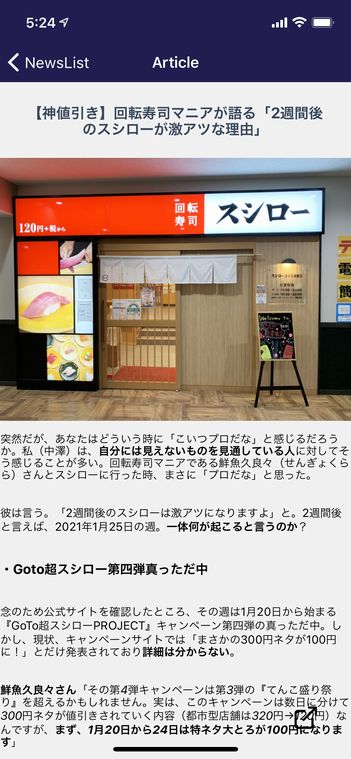 5:24
NewsList
Article
【神値引き】回転寿司マニアが語る「2週間後
のスシローが激アツな理由」
回転
寿司
スシロー
120円+税から
電
簡
Welcome to
突然だが、あなたはどういう時に「こいつプロだな」と感じるだろう
か。私（中澤）は、自分には見えないものを見通している人に対してそ
う感じることが多い。回転寿司マニアである鮮魚久良々（せんぎょくら
ら）さんとスシローに行った時、まさに「プロだな」と思った。
彼は言う。「2週間後のスシローは激アツになりますよ」と。2週間後
と言えば、2021年1月25日の週。一体何が起こると言うのか？
・Goto超スシロー第四弾真っただ中
念のため公式サイトを確認したところ、その週は1月20日から始まる
『GoTo超スシローPROJECT』キャンペーン第四弾の真っただ中。し
かし、現状、キャンペーンサイトでは「まさかの300円ネタが100円
に！」とだけ発表されており詳細は分からない。
鮮魚久良々さん「その第4弾キャンペーンは第3弾の『てんこ盛り祭
り』を超えるかもしれません。実は、このキャンペーンは数日に分けて
300円ネタが値引きされていく内容（都市型店舗は320円→円）な
んですが、まず、1月20日から24日は特ネタ大とろが100円になりま
す」